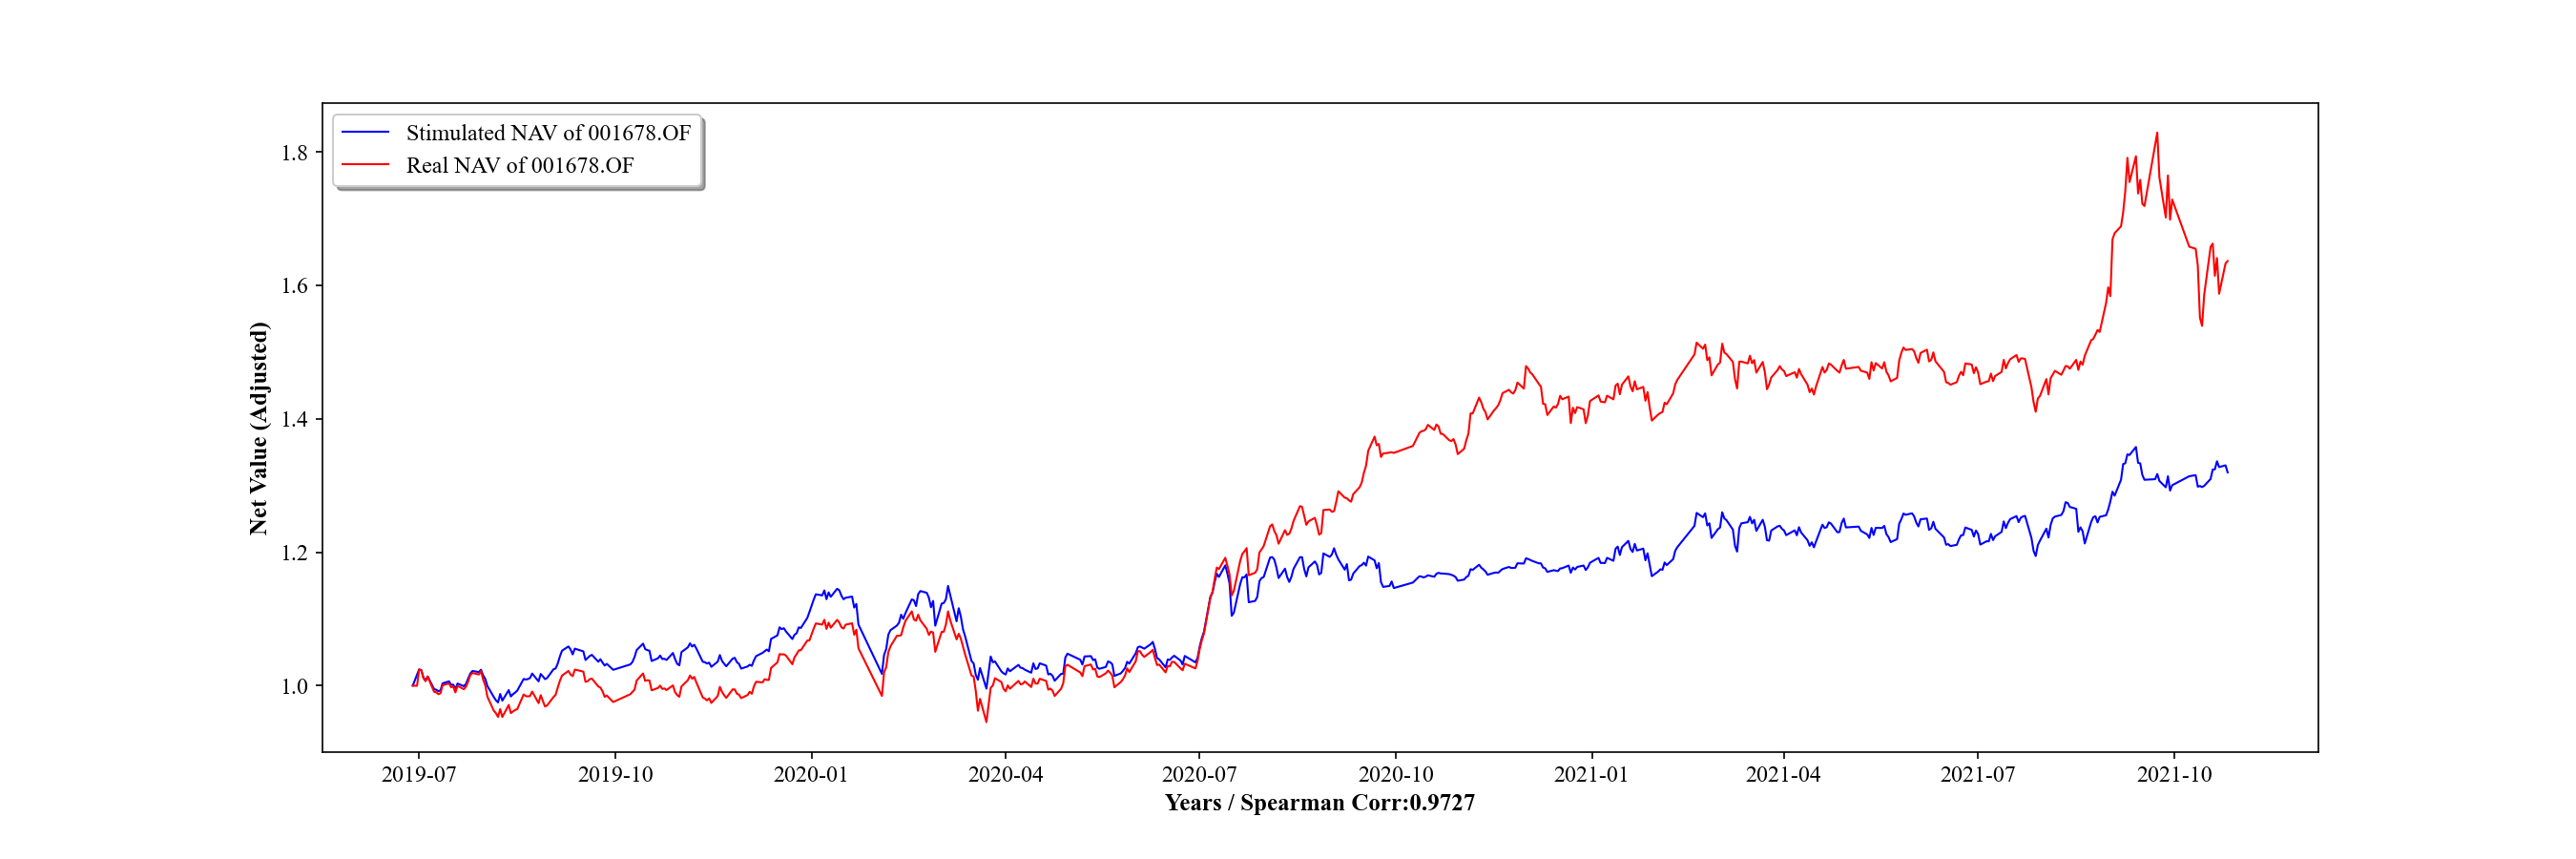 Stimulated NAV of 001678.OF
Real NAV of 001678.OF
Net Value (Adjusted)
1.8
1.6
1.4
1.2
1.0
2019-07 2019-10 2020-01 2020-04 2020-07 2020-10 2021-01 2021-04 2021-07 2021-10
Years / Spearman Corr:0.9727